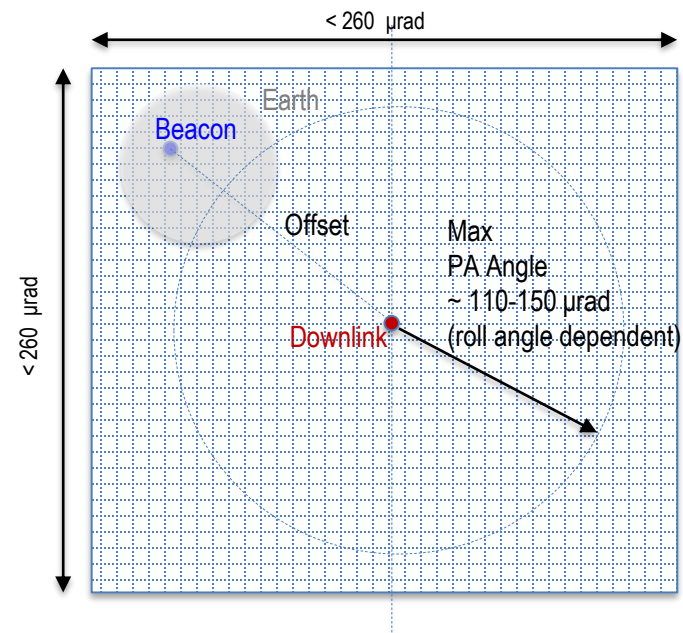 < 260 µrad
Earth
Beacon
Offset
Max
PA Angle
~ 110-150 µrad
(roll angle dependent)
Downlink
< 260 µrad